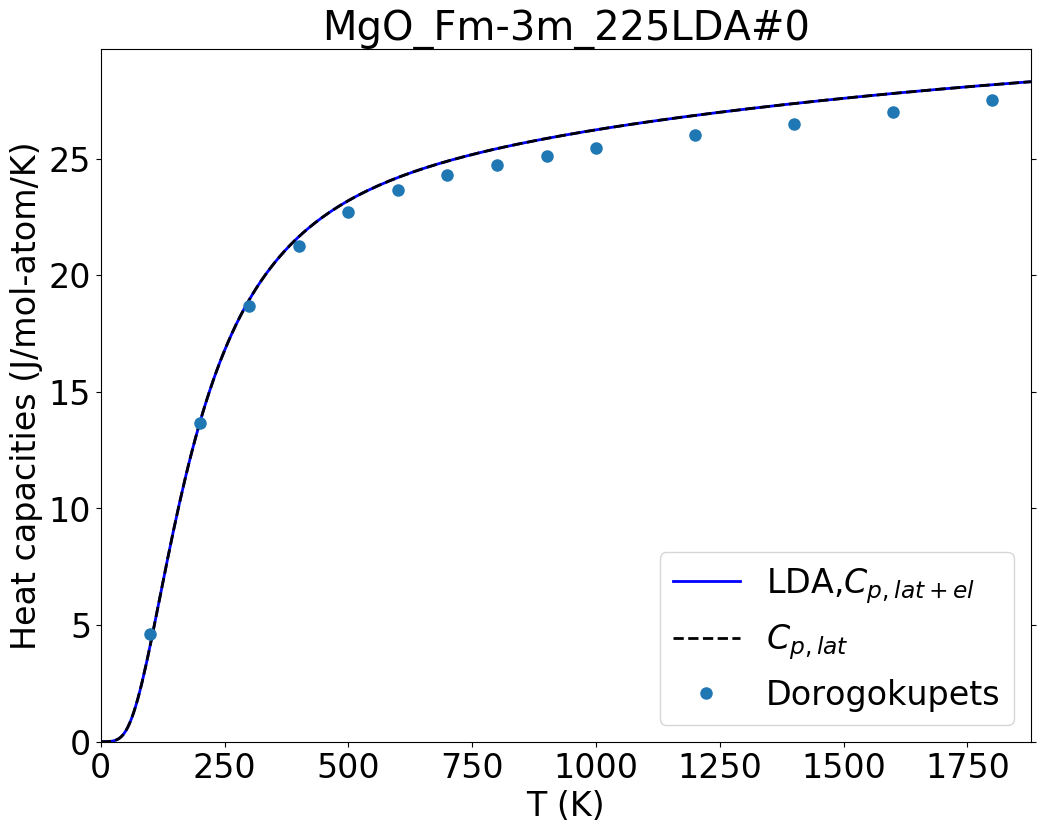 MgO_Fm-3m_225LDA#0
Heat capacities (J/mol-atom/K)
25
20
15
10
5
0
LDA,C_{p,lat+el}
C_{p,lat}
Dorogokupets
0 250 500 750 1000 1250 1500 1750
T (K)